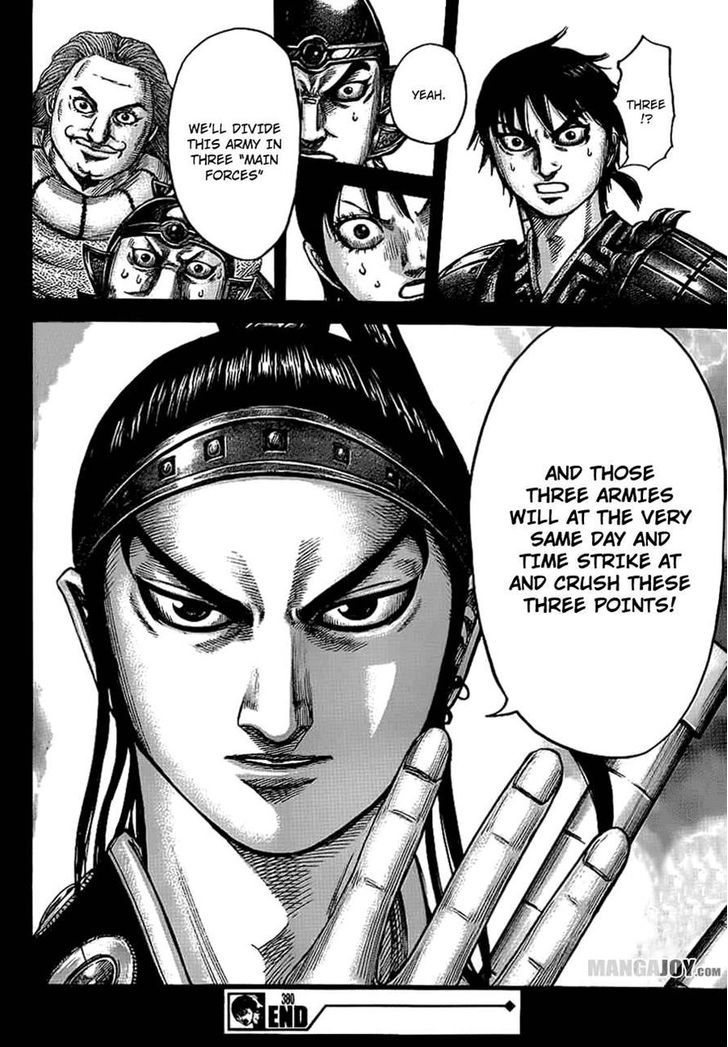 THREE
!?
YEAH.
WE'LL DIVIDE
THIS ARMY IN
THREE "MAIN
FORCES"
AND THOSE
THREE ARMIES
WILL AT THE VERY
SAME DAY AND
TIME STRIKE AT
AND CRUSH THESE
THREE POINTS!
MANGAJOY.COM
380
END